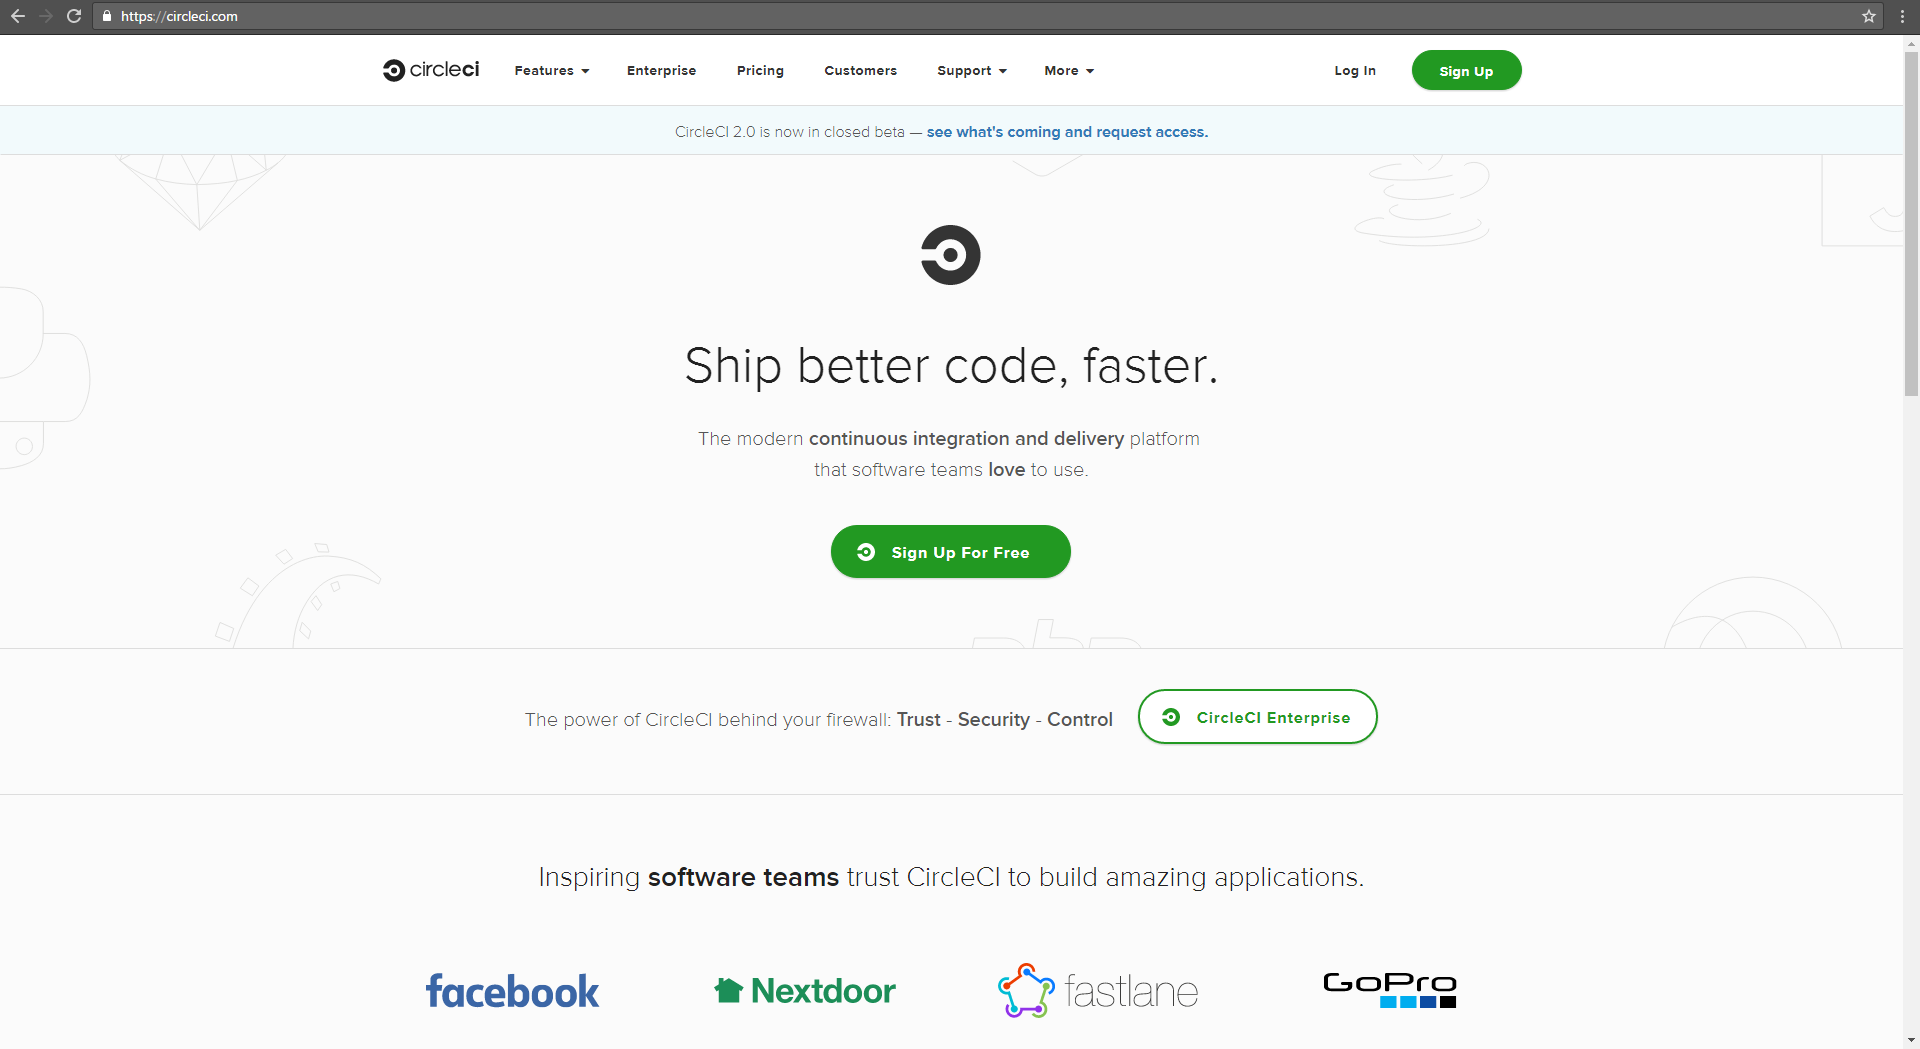 https://circleci.com
circleci Features Enterprise Pricing Customers Support More Log In Sign Up
CircleCI 2.0 is now in closed beta — see what's coming and request access.
Ship better code, faster.
The modern continuous integration and delivery platform
that software teams love to use.
Sign Up For Free
php
The power of CircleCI behind your firewall: Trust - Security - Control CircleCI Enterprise
Inspiring software teams trust CircleCI to build amazing applications.
facebook Nextdoor fastlane GoPro